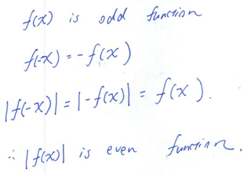 f(x) is odd function
f(-x) = -f(x)
|f(-x)| = |-f(x)| = f(x).
∴ |f(x)| is even function.